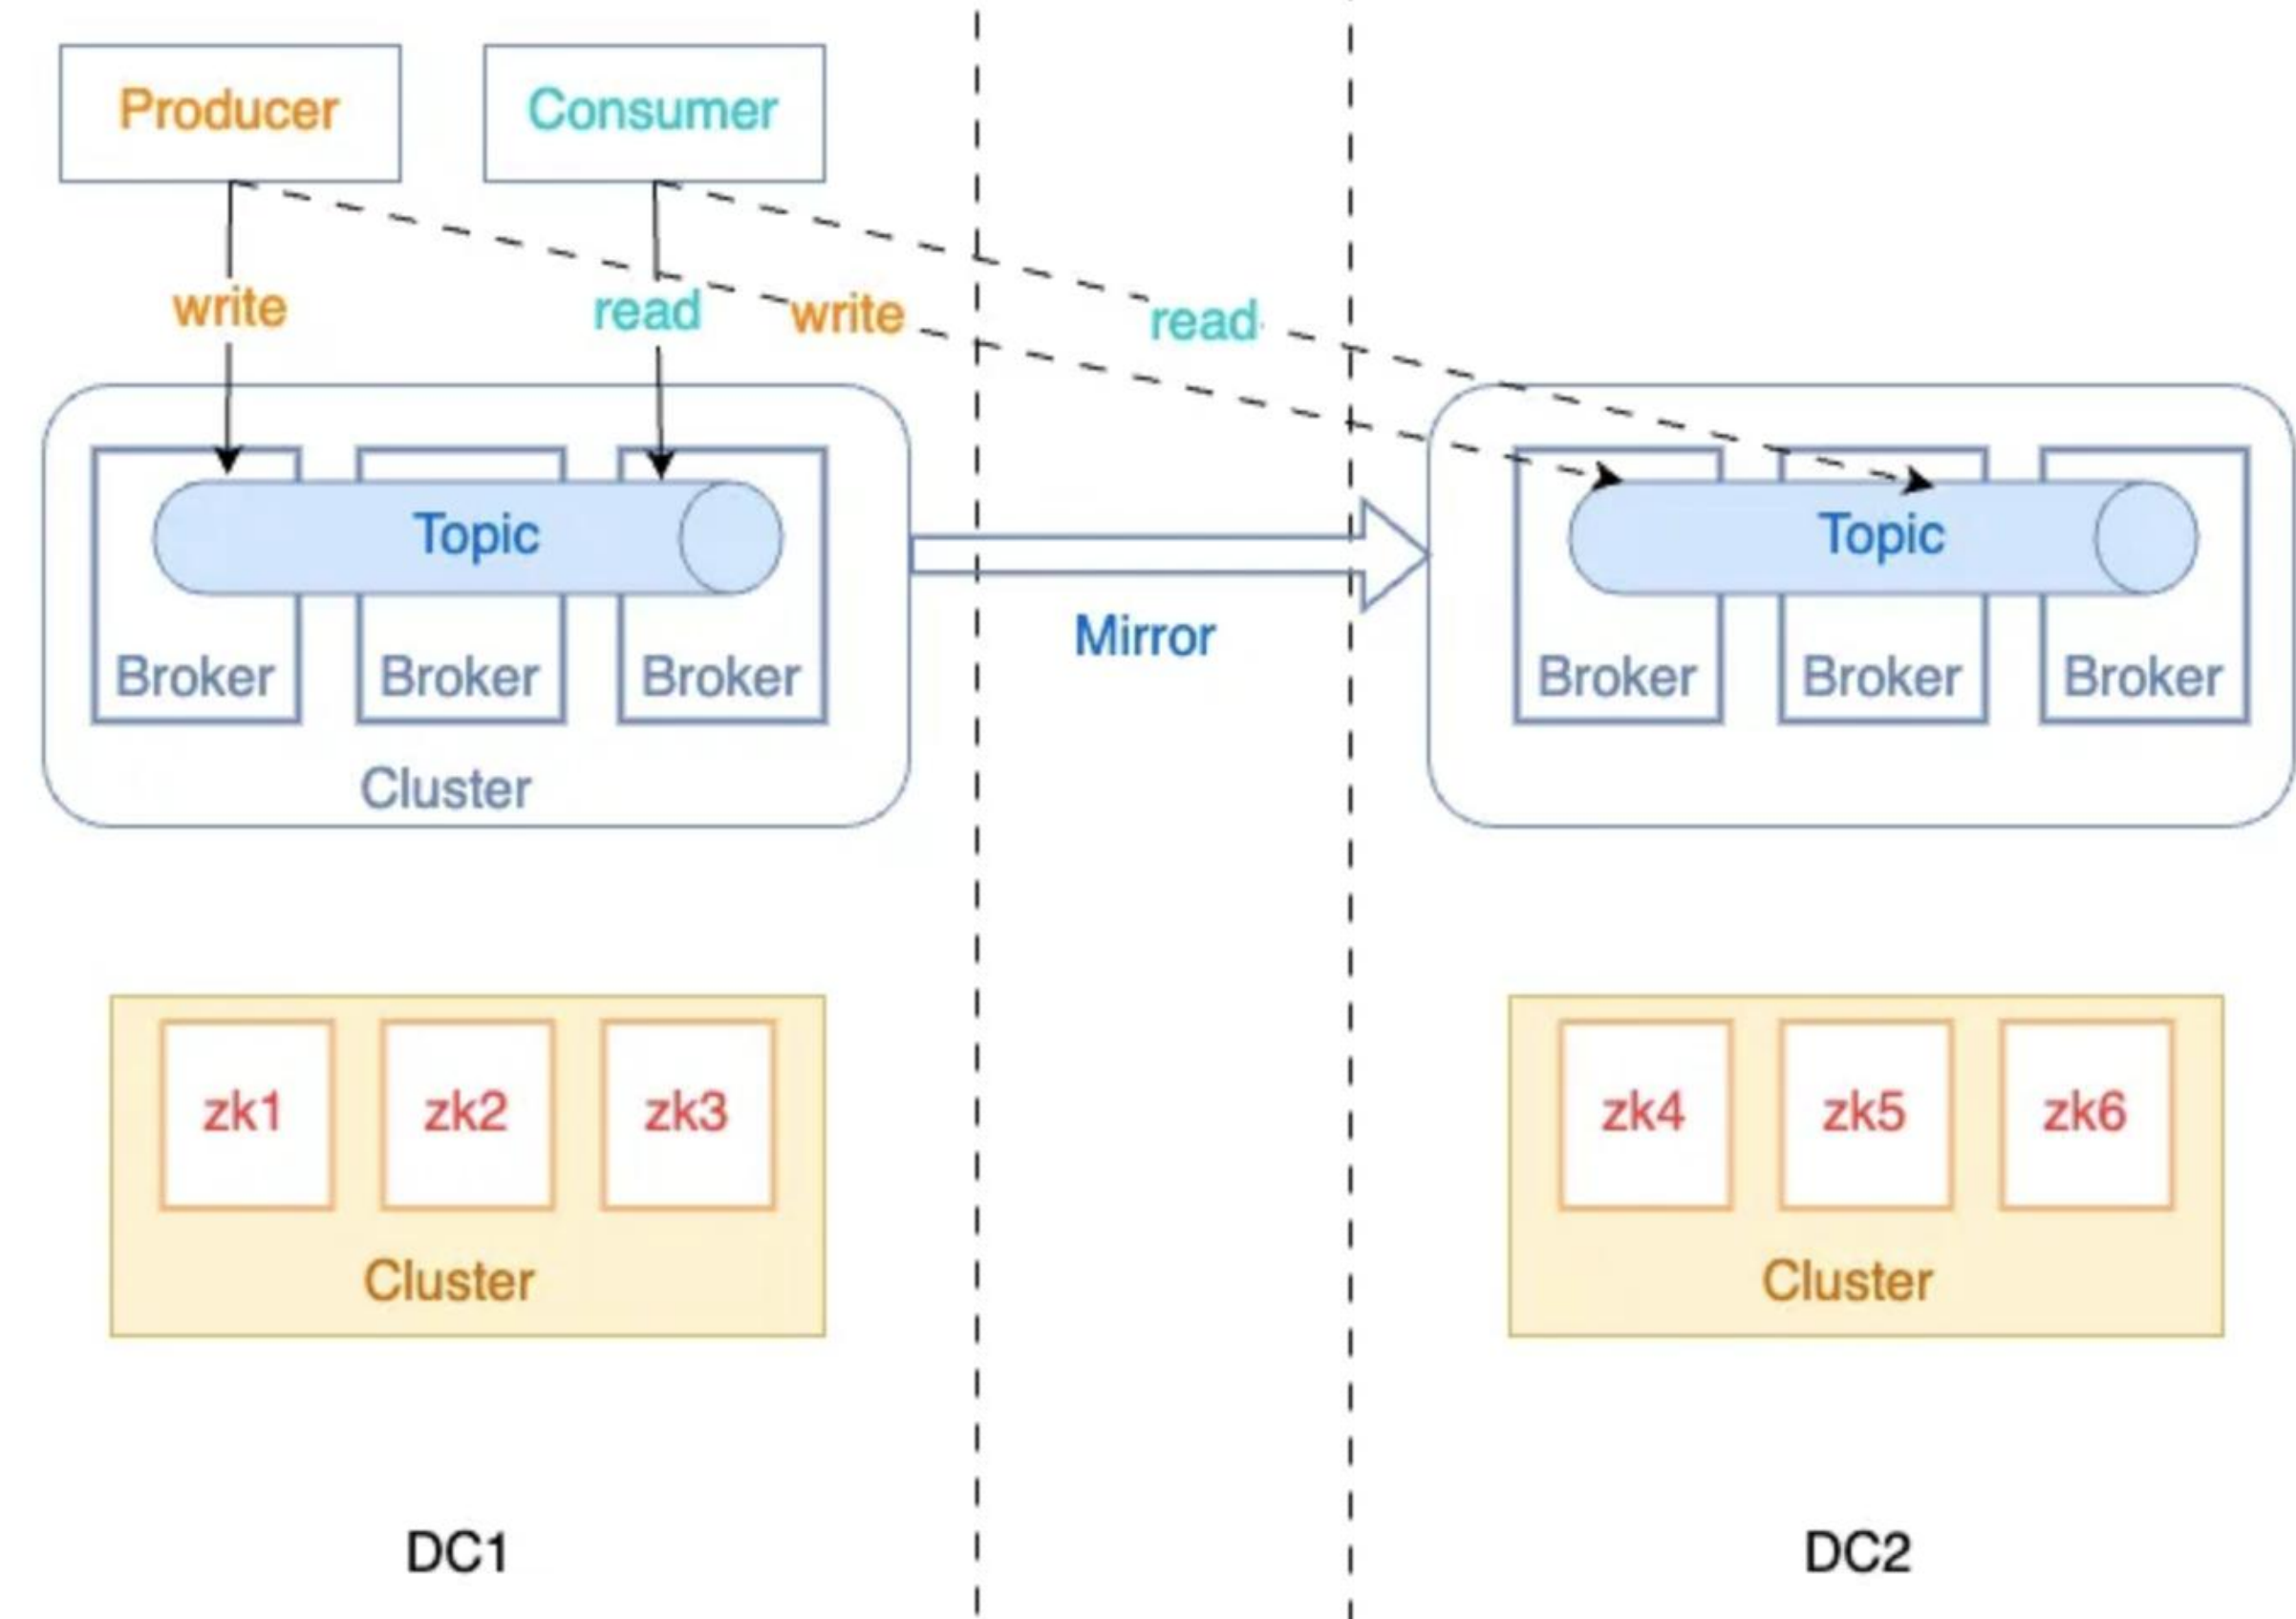 Producer
Consumer
write
read
write
read
Topic
Topic
Mirror
Broker
Broker
Broker
Broker
Broker
Broker
Cluster
zk1
zk2
zk3
zk4
zk5
zk6
Cluster
Cluster
DC1
DC2